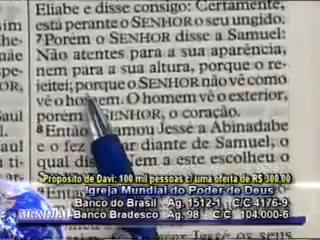 Eliabe e disse consigo: Certamente,
está perante o SENHOR o seu ungido.
7Porém o SENHOR disse a Samuel:
Não atentes para sua aparência,
nem para a sua altura, porque o re-
jeitei; porque o SENHOR não vê como
vê o homem. O homem vê o exterior,
porém SENHOR, o coração.
8Então chamou Jessé a Abinadabe
e o fez passar diante de Samuel, o
qual disse: Nem a este escolheu o
Propósito de Davi: 100 mil pessoas c/ uma oferta de R$ 300,00
Igreja Mundial do Poder de Deus
Banco do Brasil Ag. 1512-1 C/C 4176-9
MUNDIAL Banco Bradesco Ag. 98 C/C 104.000-6
Jessé os seus